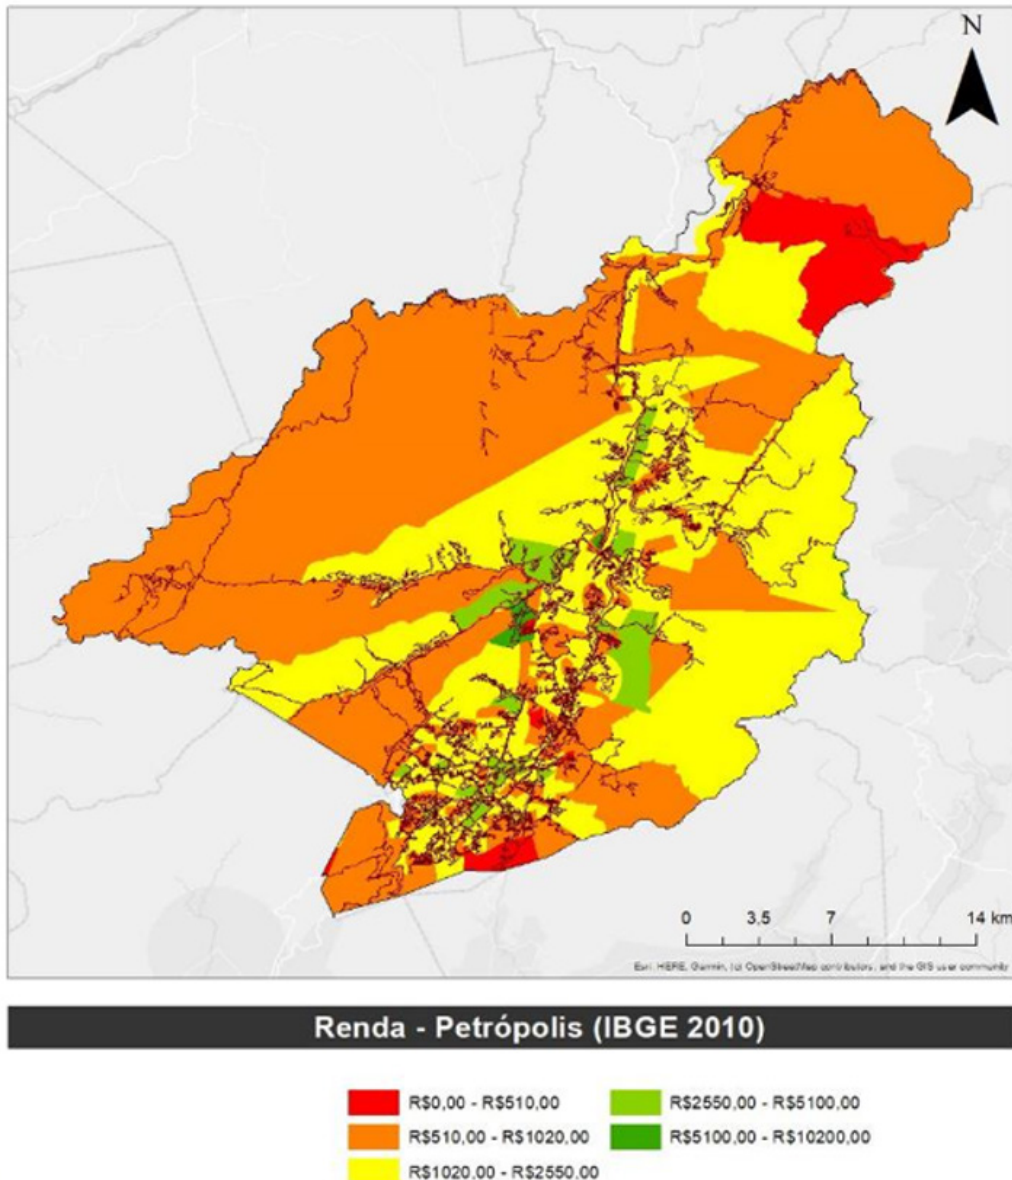 N
0 3,5 7 14 km
Esri, HERE, Garmin, (c) OpenStreetMap contributors, and the GIS user community
Renda - Petrópolis (IBGE 2010)
R$0,00 - R$510,00
R$510,00 - R$1020,00
R$1020,00 - R$2550,00
R$2550,00 - R$5100,00
R$5100,00 - R$10200,00